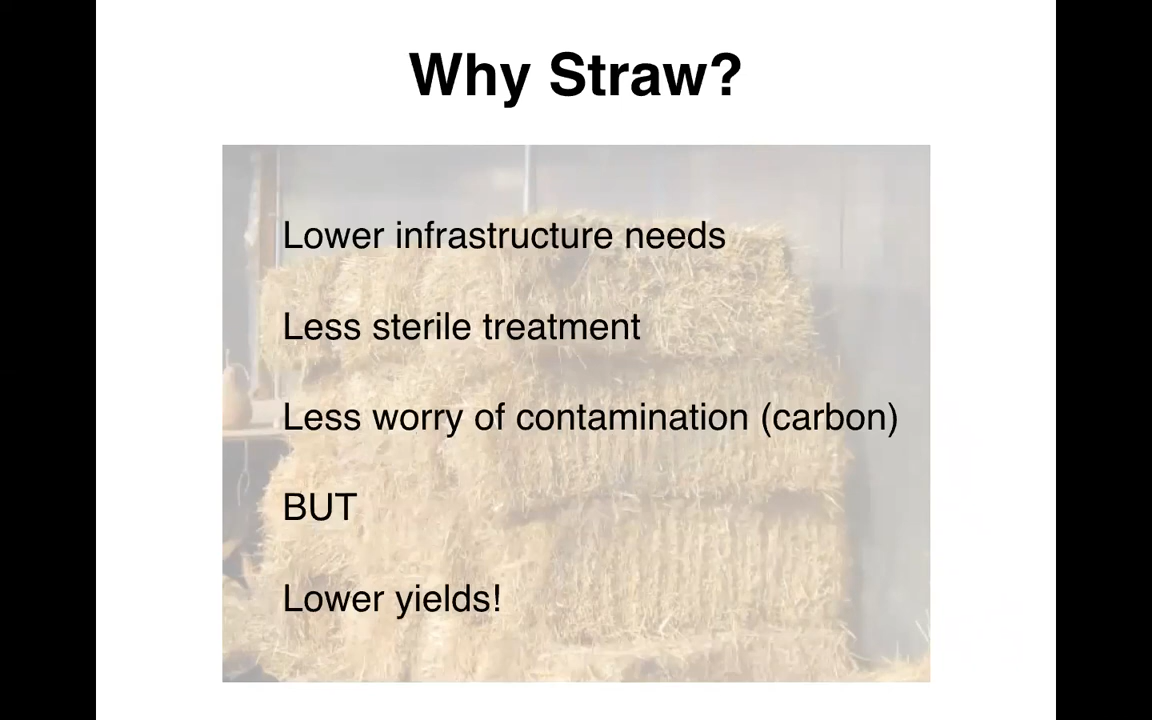 Why Straw?
Lower infrastructure needs
Less sterile treatment
Less worry of contamination (carbon)
BUT
Lower yields!